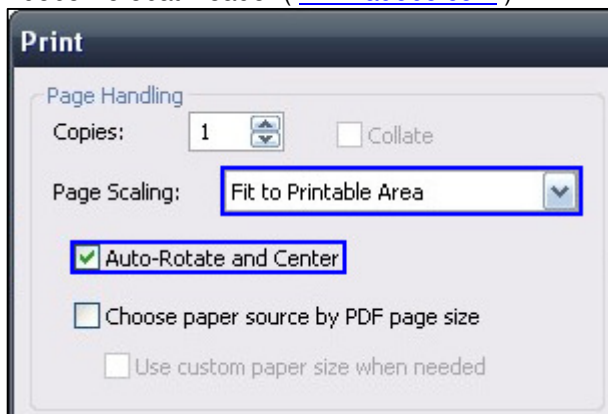 Print
Page Handling
Copies: 1 Collate
Page Scaling: Fit to Printable Area
Auto-Rotate and Center
Choose paper source by PDF page size
Use custom paper size when needed